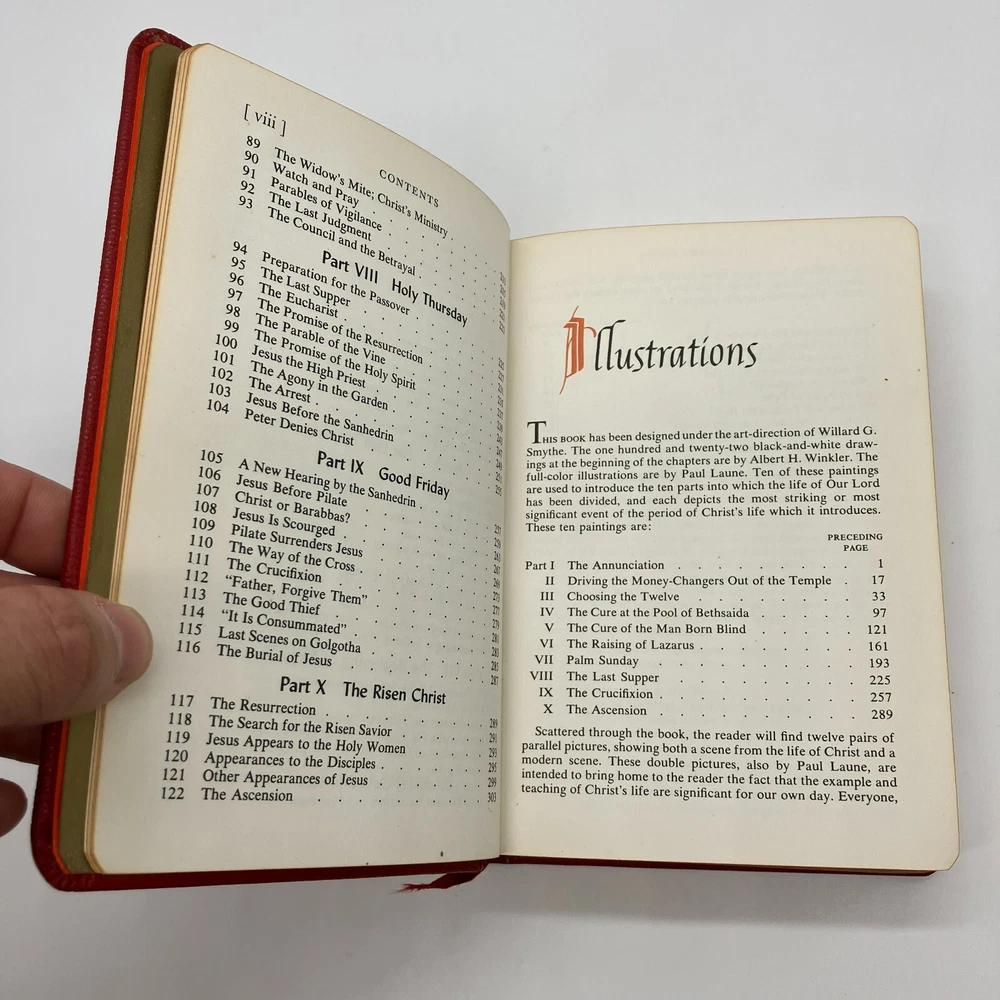 [ viii ]
CONTENTS
89 The Widow's Mite; Christ's Ministry
90 Watch and Pray
91 Parables of Vigilance
92 The Last Judgment
93 The Council and the Betrayal
Part VIII Holy Thursday
94 Preparation for the Passover
95 The Last Supper
96 The Eucharist
97 The Promise of the Resurrection
98 The Parable of the Vine
99 The Promise of the Holy Spirit
100 Jesus the High Priest
101 The Agony in the Garden
102 The Arrest
103 Jesus Before the Sanhedrin
104 Peter Denies Christ
Part IX Good Friday
105 A New Hearing by the Sanhedrin 257
106 Jesus Before Pilate 259
107 Christ or Barabbas? 263
108 Jesus Is Scourged 267
109 Pilate Surrenders Jesus 269
110 The Way of the Cross 273
111 The Crucifixion 277
112 “Father, Forgive Them” 279
113 The Good Thief 281
114 “It Is Consummated” 283
115 Last Scenes on Golgotha 285
116 The Burial of Jesus 287
Part X The Risen Christ
117 The Resurrection 289
118 The Search for the Risen Savior 291
119 Jesus Appears to the Holy Women 293
120 Appearances to the Disciples 295
121 Other Appearances of Jesus 299
122 The Ascension 303
Illustrations
THIS BOOK has been designed under the art-direction of Willard G.
Smythe. The one hundred and twenty-two black-and-white draw-
ings at the beginning of the chapters are by Albert H. Winkler. The
full-color illustrations are by Paul Laune. Ten of these paintings
are used to introduce the ten parts into which the life of Our Lord
has been divided, and each depicts the most striking or most
significant event of the period of Christ's life which it introduces.
These ten paintings are:
PRECEDING
PAGE
Part I The Annunciation 1
II Driving the Money-Changers Out of the Temple 17
III Choosing the Twelve 33
IV The Cure at the Pool of Bethsaida 97
V The Cure of the Man Born Blind 121
VI The Raising of Lazarus 161
VII Palm Sunday 193
VIII The Last Supper 225
IX The Crucifixion 257
X The Ascension 289
Scattered through the book, the reader will find twelve pairs of
parallel pictures, showing both a scene from the life of Christ and a
modern scene. These double pictures, also by Paul Laune, are
intended to bring home to the reader the fact that the example and
teaching of Christ's life are significant for our own day. Everyone,